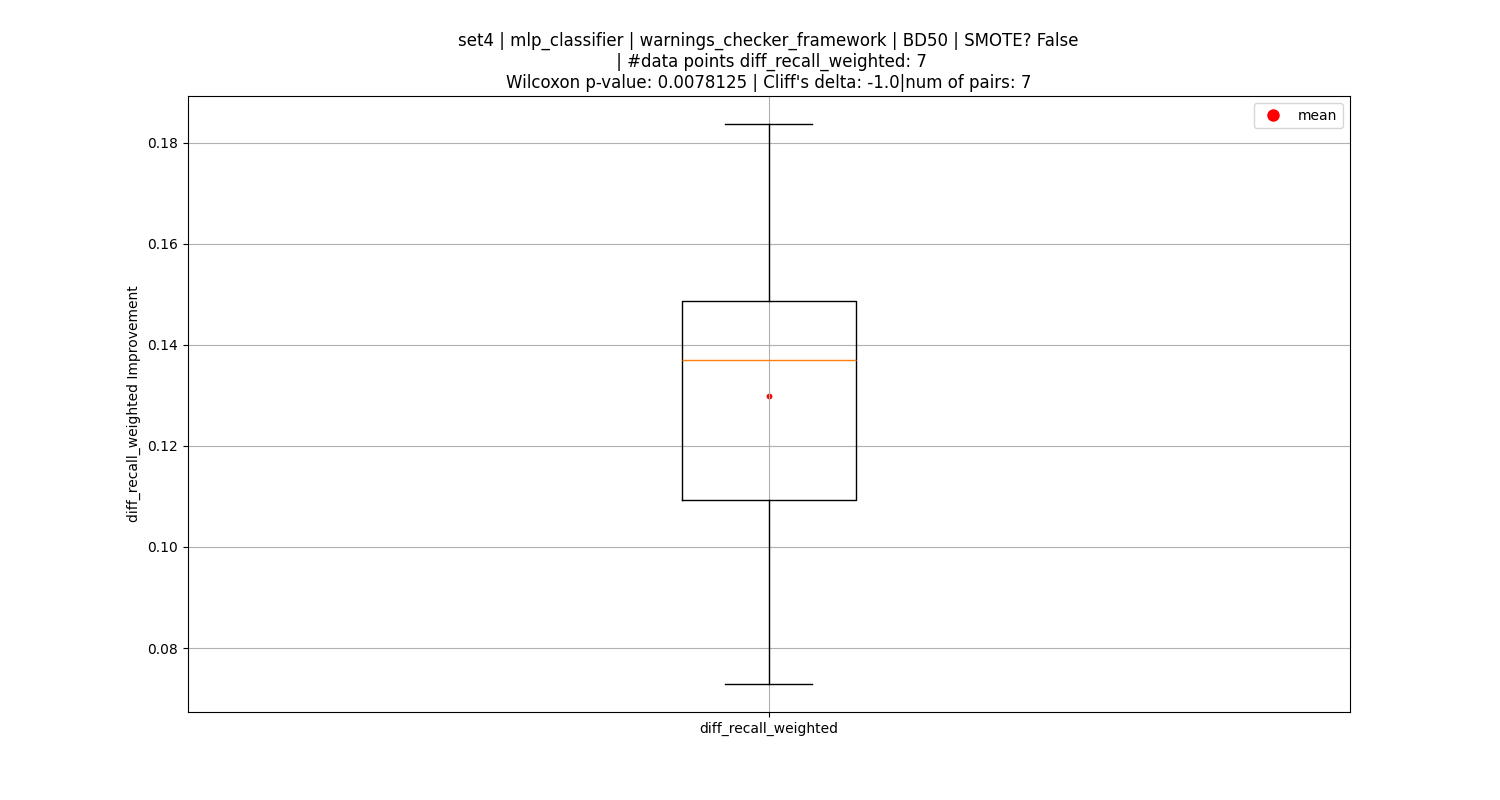 set4 | mlp_classifier | warnings_checker_framework | BD50 | SMOTE? False
| #data points diff_recall_weighted: 7
Wilcoxon p-value: 0.0078125 | Cliff's delta: -1.0|num of pairs: 7
mean
0.18
0.16
0.14
0.12
0.10
0.08
diff_recall_weighted Improvement
diff_recall_weighted